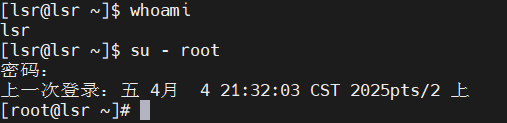 [lsr@lsr ~]$ whoami
lsr
[lsr@lsr ~]$ su - root
密码：
上一次登录：五 4月  4 21:32:03 CST 2025pts/2 上
[root@lsr ~]#